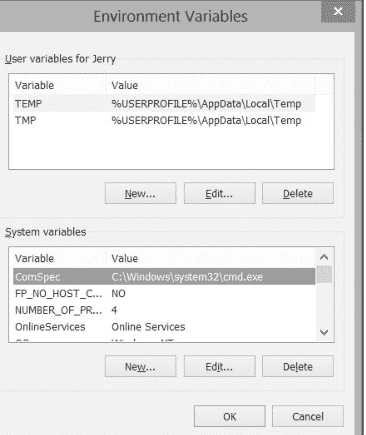 Environment Variables
User variables for Jerry
Variable Value
TEMP %USERPROFILE%\AppData\Local\Temp
TMP %USERPROFILE%\AppData\Local\Temp
New... Edit... Delete
System variables
Variable Value
ComSpec C:\Windows\system32\cmd.exe
FP_NO_HOST_C... NO
NUMBER_OF_PR... 4
OnlineServices Online Services
New... Edit... Delete
OK Cancel